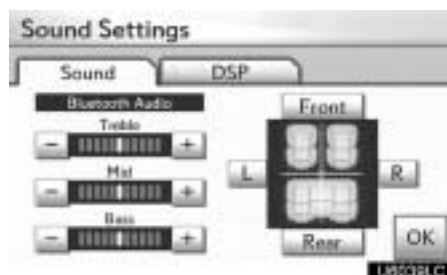 Sound Settings
Sound DSP
Bluetooth Audio
Treble
− +
Mid
− +
Bass
− +
Front
L R
Rear
OK